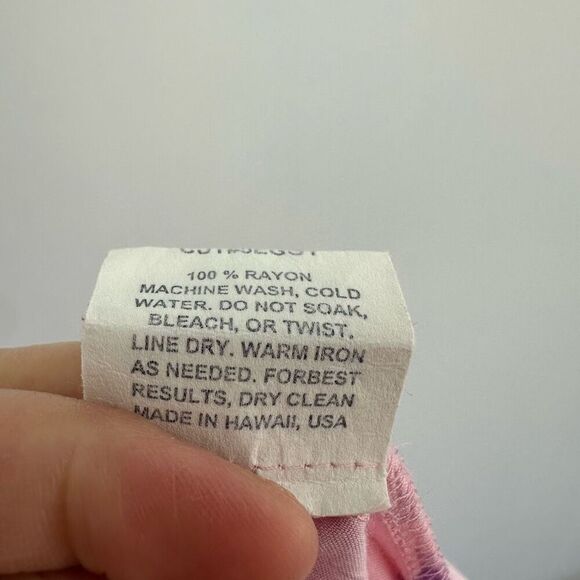 100 % RAYON
MACHINE WASH, COLD
WATER. DO NOT SOAK,
BLEACH, OR TWIST.
LINE DRY. WARM IRON
AS NEEDED. FORBEST
RESULTS, DRY CLEAN
MADE IN HAWAII, USA